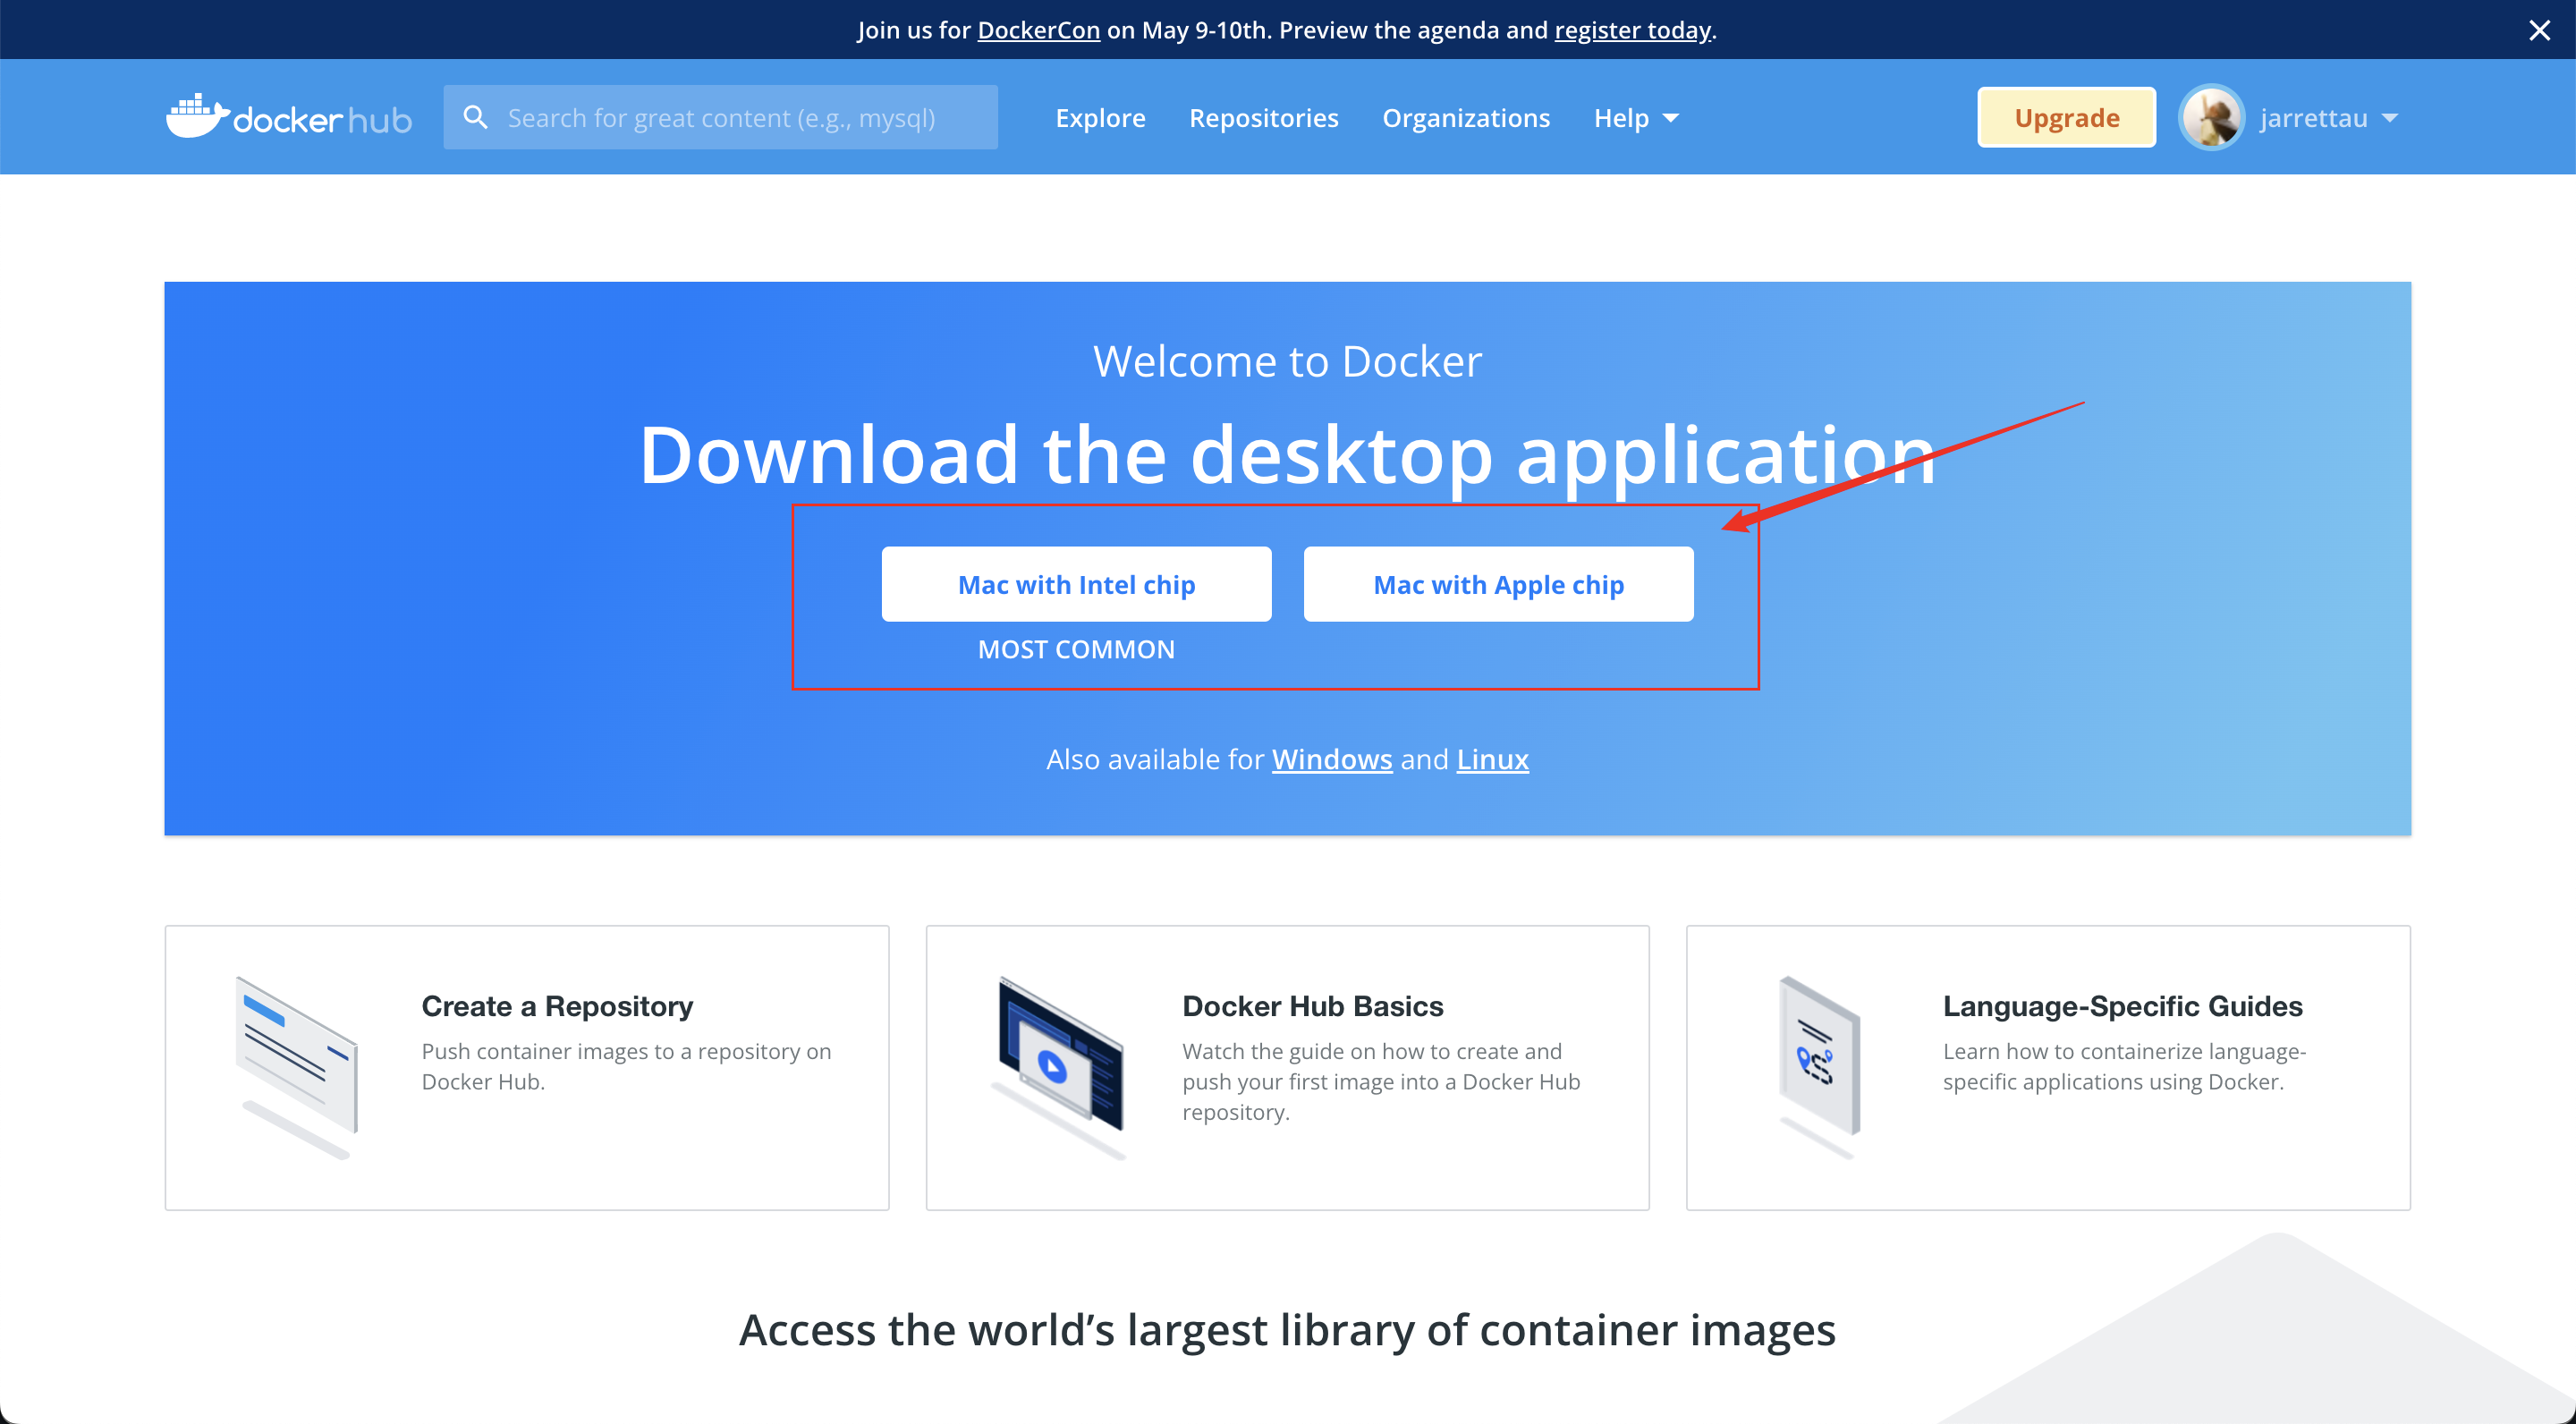 Join us for DockerCon on May 9-10th. Preview the agenda and register today.
docker hub
Search for great content (e.g., mysql)
Explore
Repositories
Organizations
Help
Upgrade
jarrettau
Welcome to Docker
Download the desktop application
Mac with Intel chip
Mac with Apple chip
MOST COMMON
Also available for Windows and Linux
Create a Repository
Push container images to a repository on
Docker Hub.
Docker Hub Basics
Watch the guide on how to create and
push your first image into a Docker Hub
repository.
Language-Specific Guides
Learn how to containerize language-
specific applications using Docker.
Access the world’s largest library of container images